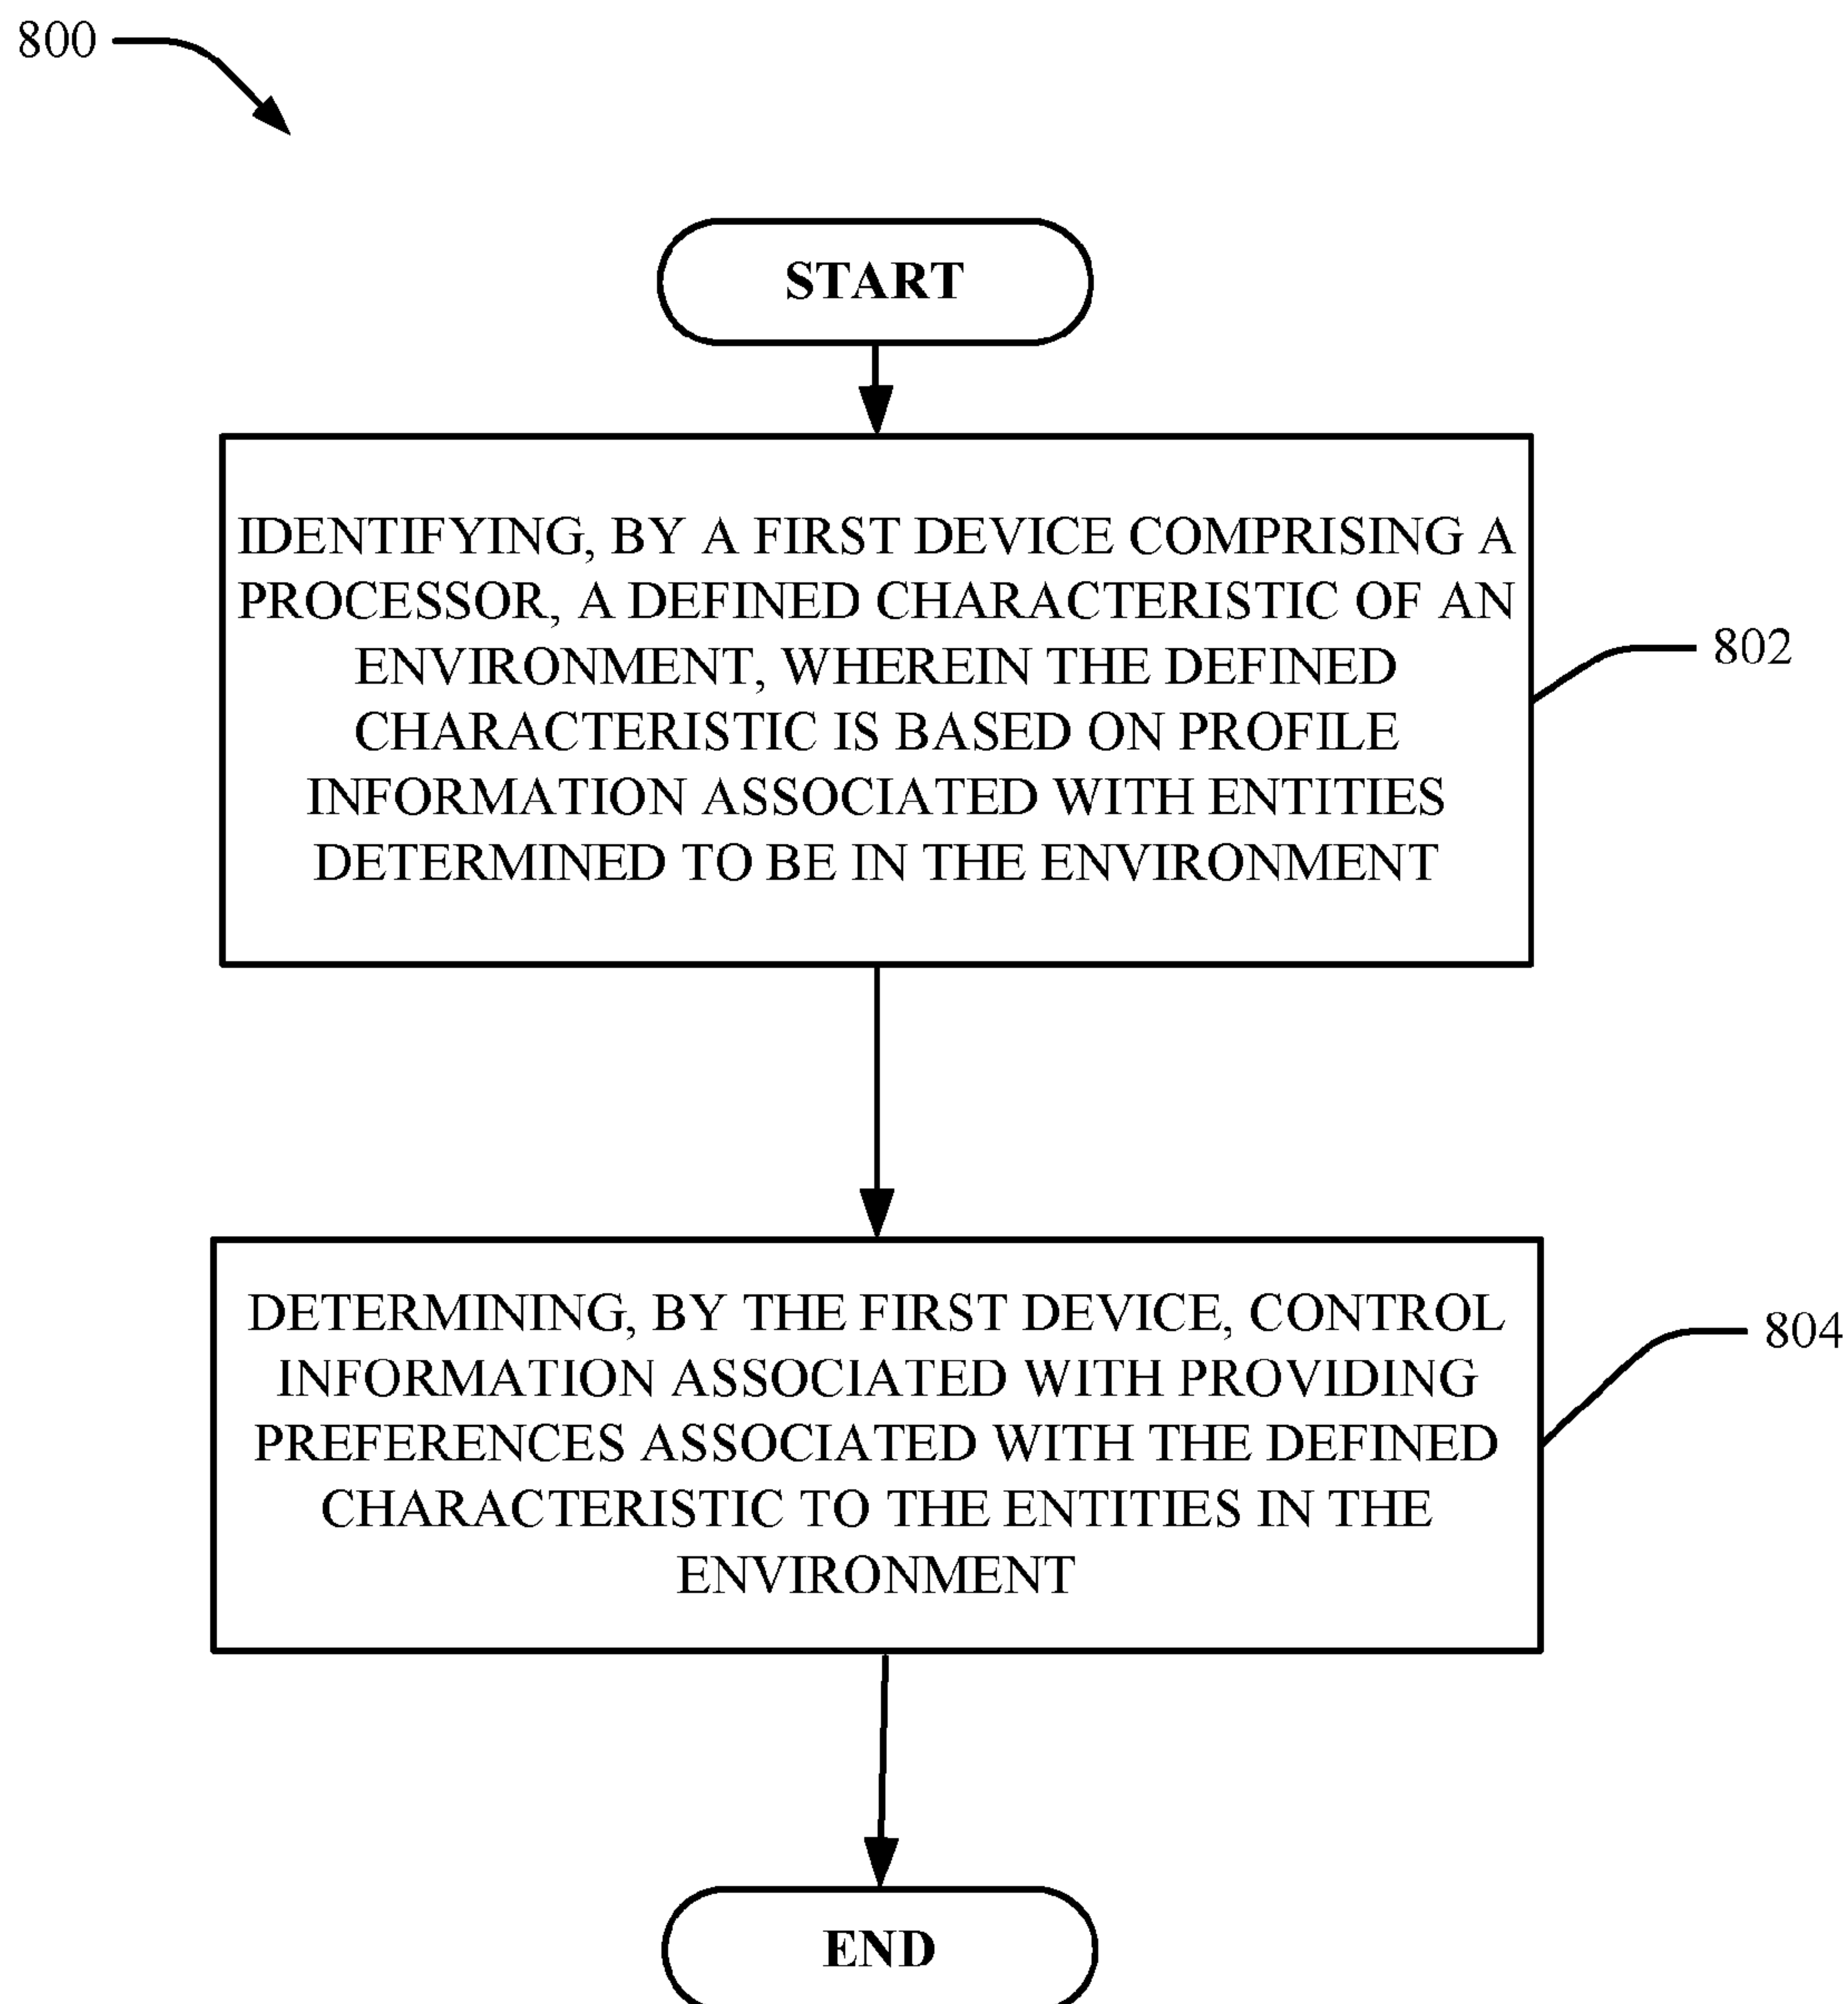 800
START
IDENTIFYING, BY A FIRST DEVICE COMPRISING A
PROCESSOR, A DEFINED CHARACTERISTIC OF AN
ENVIRONMENT, WHEREIN THE DEFINED
CHARACTERISTIC IS BASED ON PROFILE
INFORMATION ASSOCIATED WITH ENTITIES
DETERMINED TO BE IN THE ENVIRONMENT
802
DETERMINING, BY THE FIRST DEVICE, CONTROL
INFORMATION ASSOCIATED WITH PROVIDING
PREFERENCES ASSOCIATED WITH THE DEFINED
CHARACTERISTIC TO THE ENTITIES IN THE
ENVIRONMENT
804
END